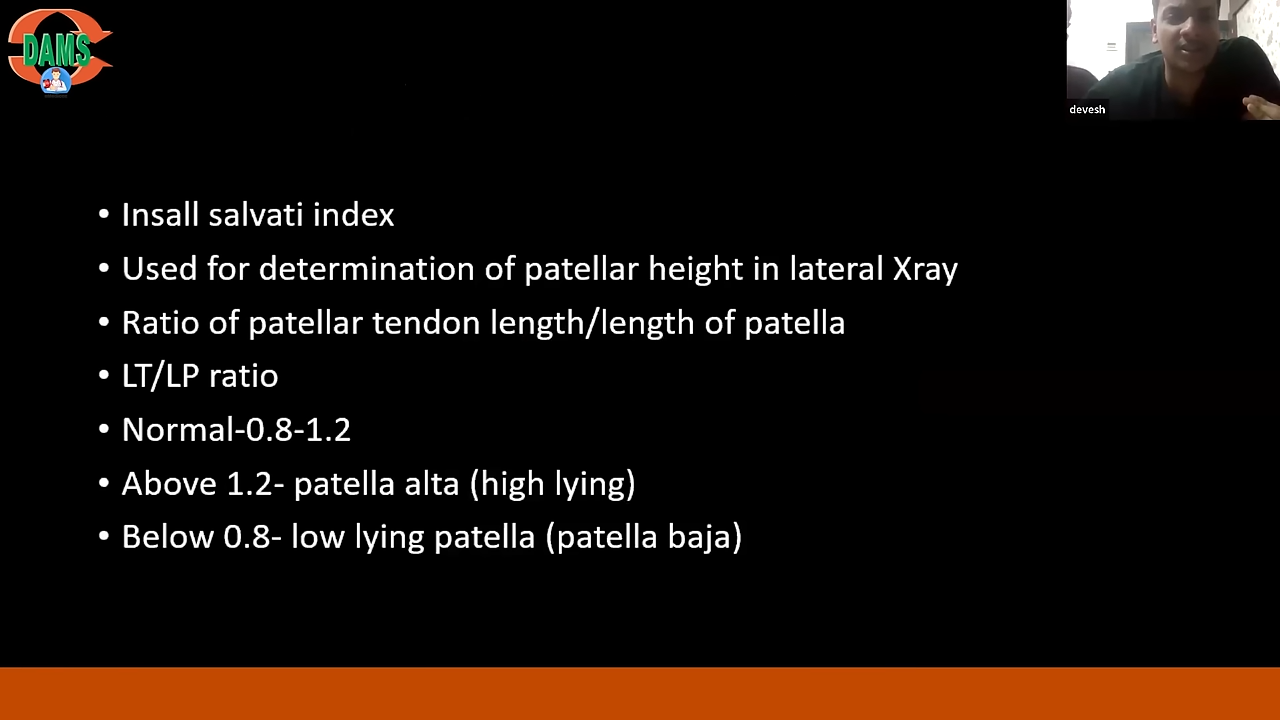 DAMS
devesh
• Insall salvati index
• Used for determination of patellar height in lateral Xray
• Ratio of patellar tendon length/length of patella
• LT/LP ratio
• Normal-0.8-1.2
• Above 1.2- patella alta (high lying)
• Below 0.8- low lying patella (patella baja)